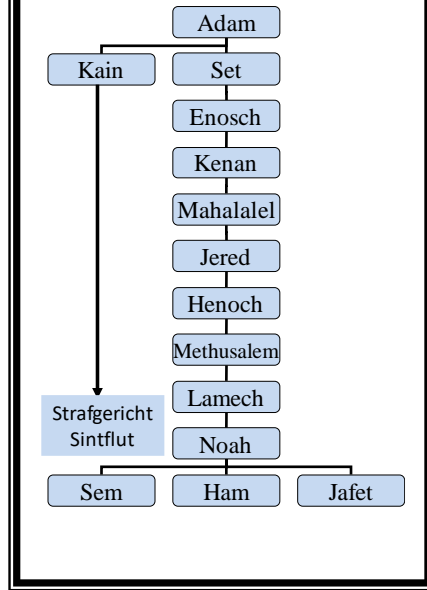 Adam
Kain
Set
Enosch
Kenan
Mahalalel
Jered
Henoch
Methusalem
Lamech
Strafgericht
Sintflut
Noah
Sem
Ham
Jafet